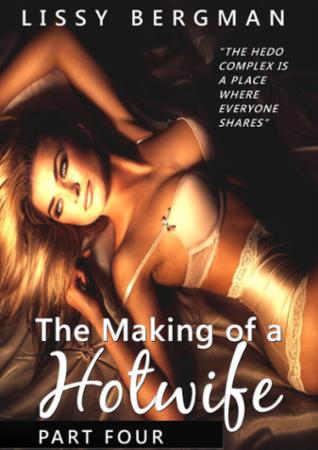 LISSY BERGMAN
"THE HEDO
COMPLEX IS
A PLACE
WHERE
EVERYONE
SHARES"
The Making of a
Hotwife
PART FOUR